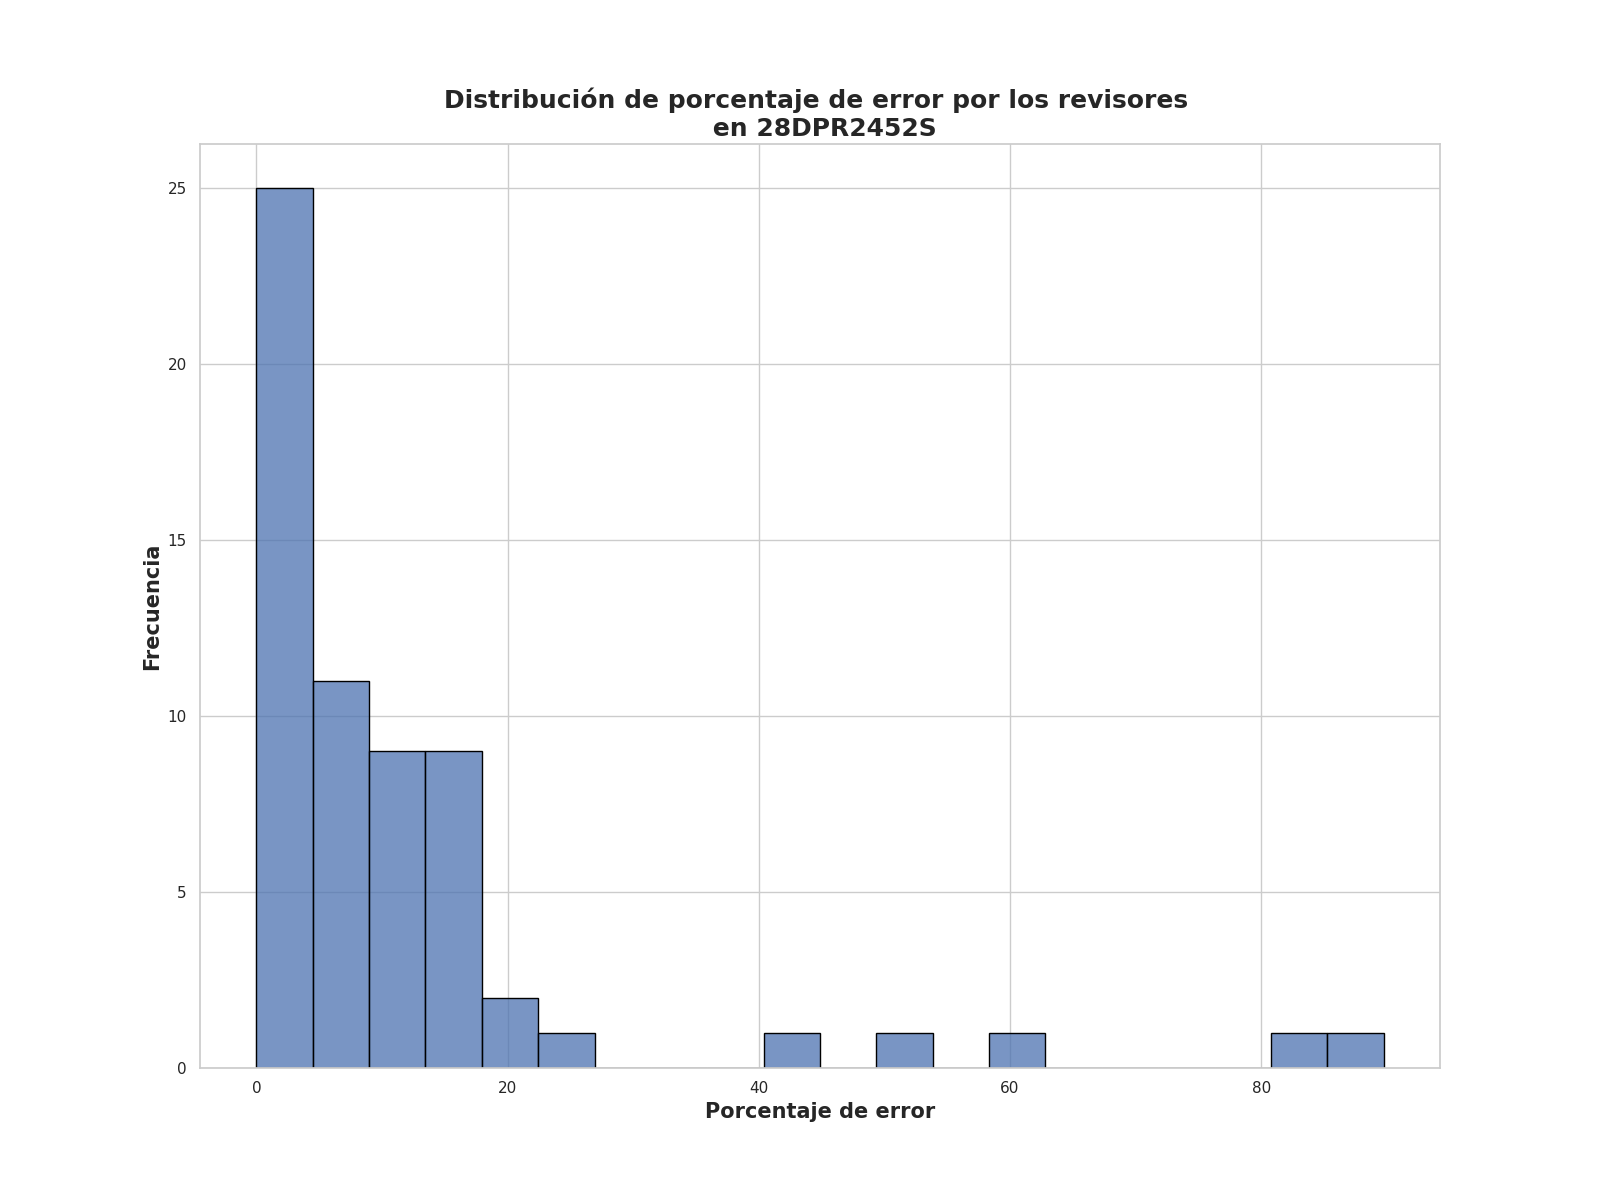 Distribución de porcentaje de error por los revisores
en 28DPR2452S
Frecuencia
25
20
15
10
5
0
0 20 40 60 80
Porcentaje de error